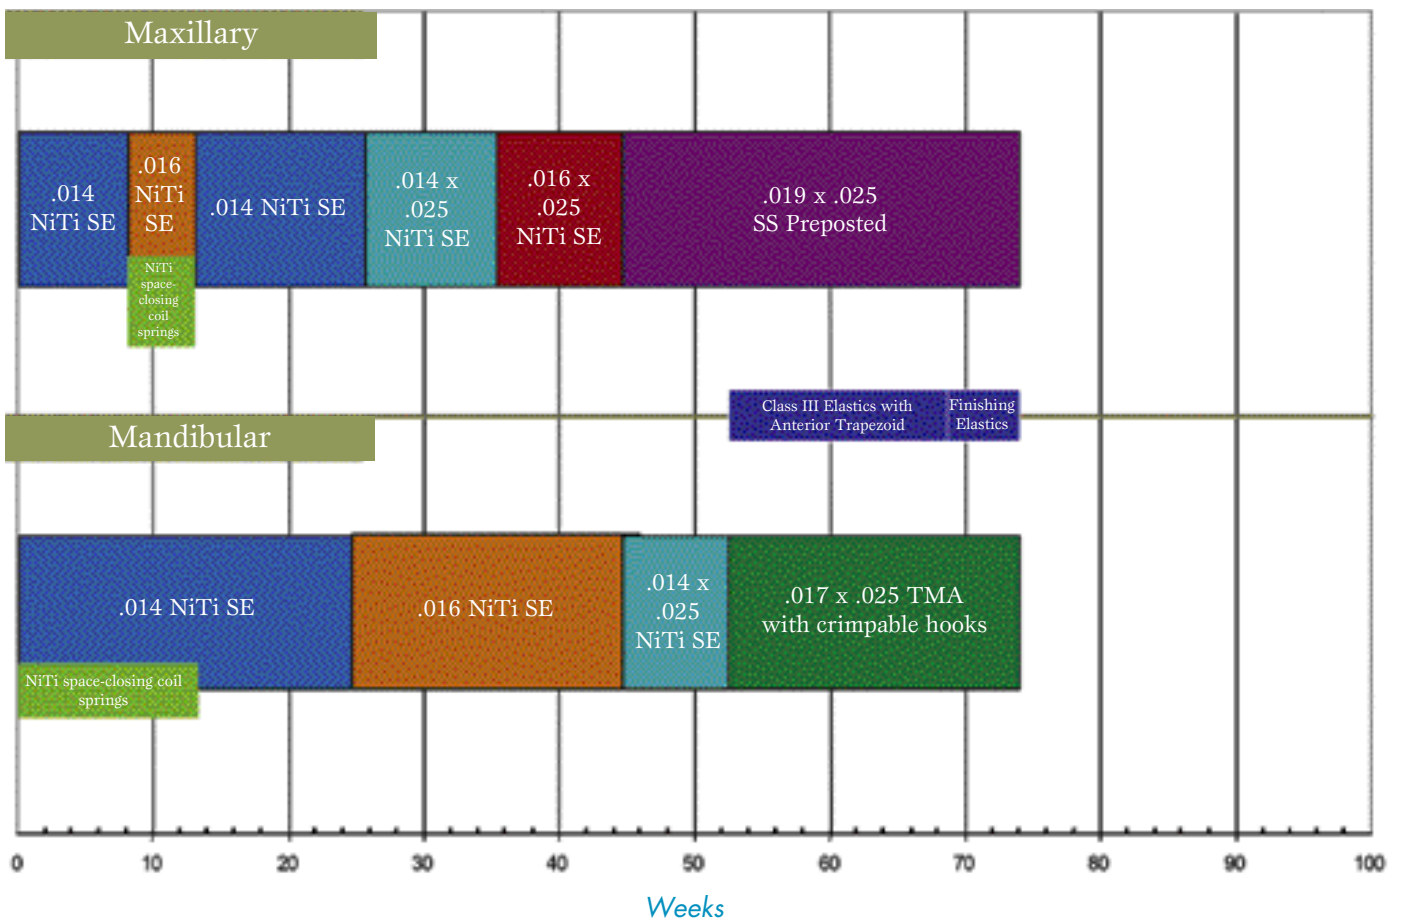 Maxillary
.014
NiTi SE
.016
NiTi
SE
.014 NiTi SE
.014 x
.025
NiTi SE
.016 x
.025
NiTi SE
.019 x .025
SS Preposted
NiTi
space-
closing
coil
springs
Class III Elastics with
Anterior Trapezoid
Finishing
Elastics
Mandibular
.014 NiTi SE
.016 NiTi SE
.014 x
.025
NiTi SE
.017 x .025 TMA
with crimpable hooks
NiTi space-closing coil
springs
0 10 20 30 40 50 60 70 80 90 100
Weeks